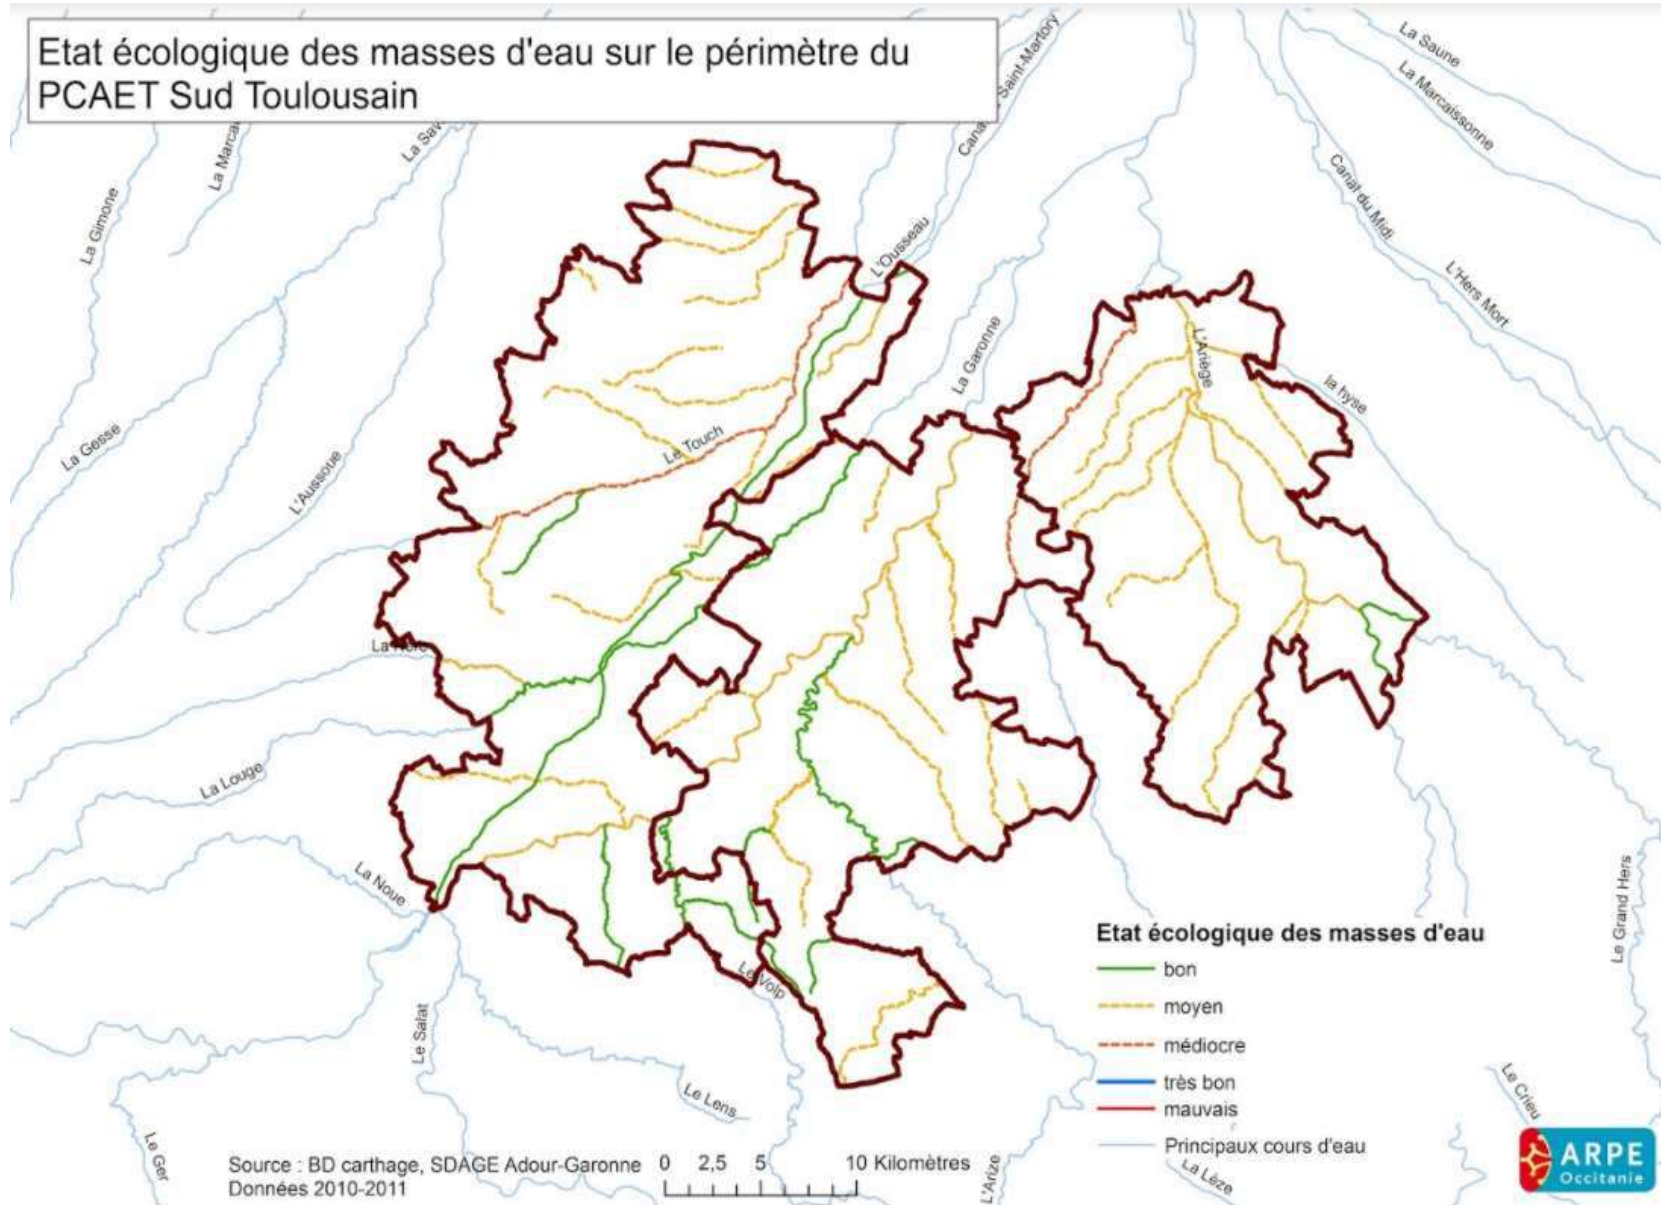 Etat écologique des masses d'eau sur le périmètre du
PCAET Sud Toulousain
La Saune
La Marcaissonne
Canal du Midi
L'Hers Mort
La Gimone
L'Ousseau
La Garonne
L'Ariège
la hyse
La Gesse
L'Aussoue
Le Touch
La Louge
La Noue
Le Volp
Le Salat
Le Lens
Le Ger
L'Arize
La Lèze
Le Crieu
Le Grand Hers
Etat écologique des masses d'eau
bon
moyen
médiocre
très bon
mauvais
Principaux cours d'eau
Source : BD carthage, SDAGE Adour-Garonne
Données 2010-2011
0 2,5 5 10 Kilomètres
ARPE
Occitanie